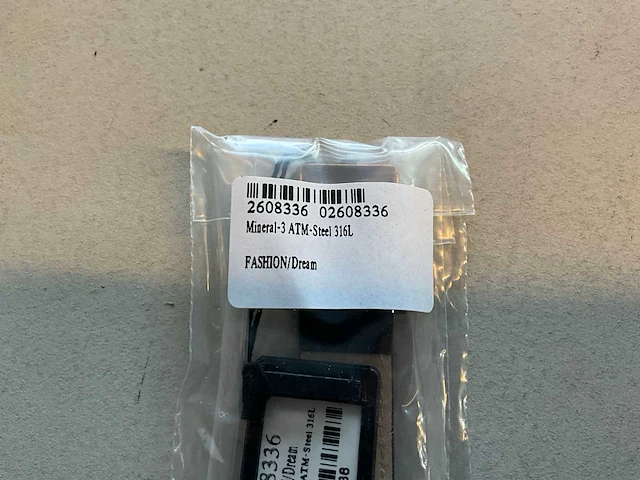 2608336 02608336
Mineral-3 ATM-Steel 316L
FASHION/Dream
8336
/Dream
ATM-Steel 316L